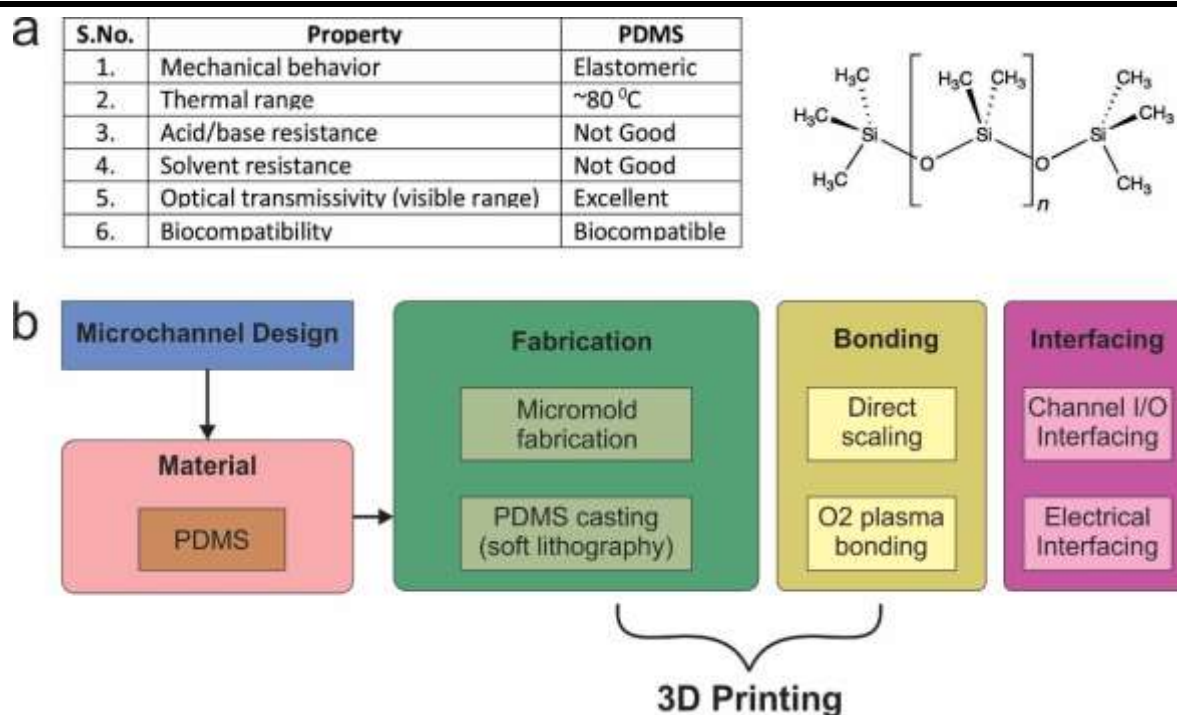 a
S.No. Property PDMS
1. Mechanical behavior Elastomeric
2. Thermal range ~80 ⁰C
3. Acid/base resistance Not Good
4. Solvent resistance Not Good
5. Optical transmissivity (visible range) Excellent
6. Biocompatibility Biocompatible
H₃C CH₃ H₃C CH₃
H₃C Si Si Si CH₃
H₃C O O CH₃
n
b
Microchannel Design
Material
PDMS
Fabrication
Micromold
fabrication
PDMS casting
(soft lithography)
Bonding
Direct
scaling
O2 plasma
bonding
Interfacing
Channel I/O
Interfacing
Electrical
Interfacing
3D Printing